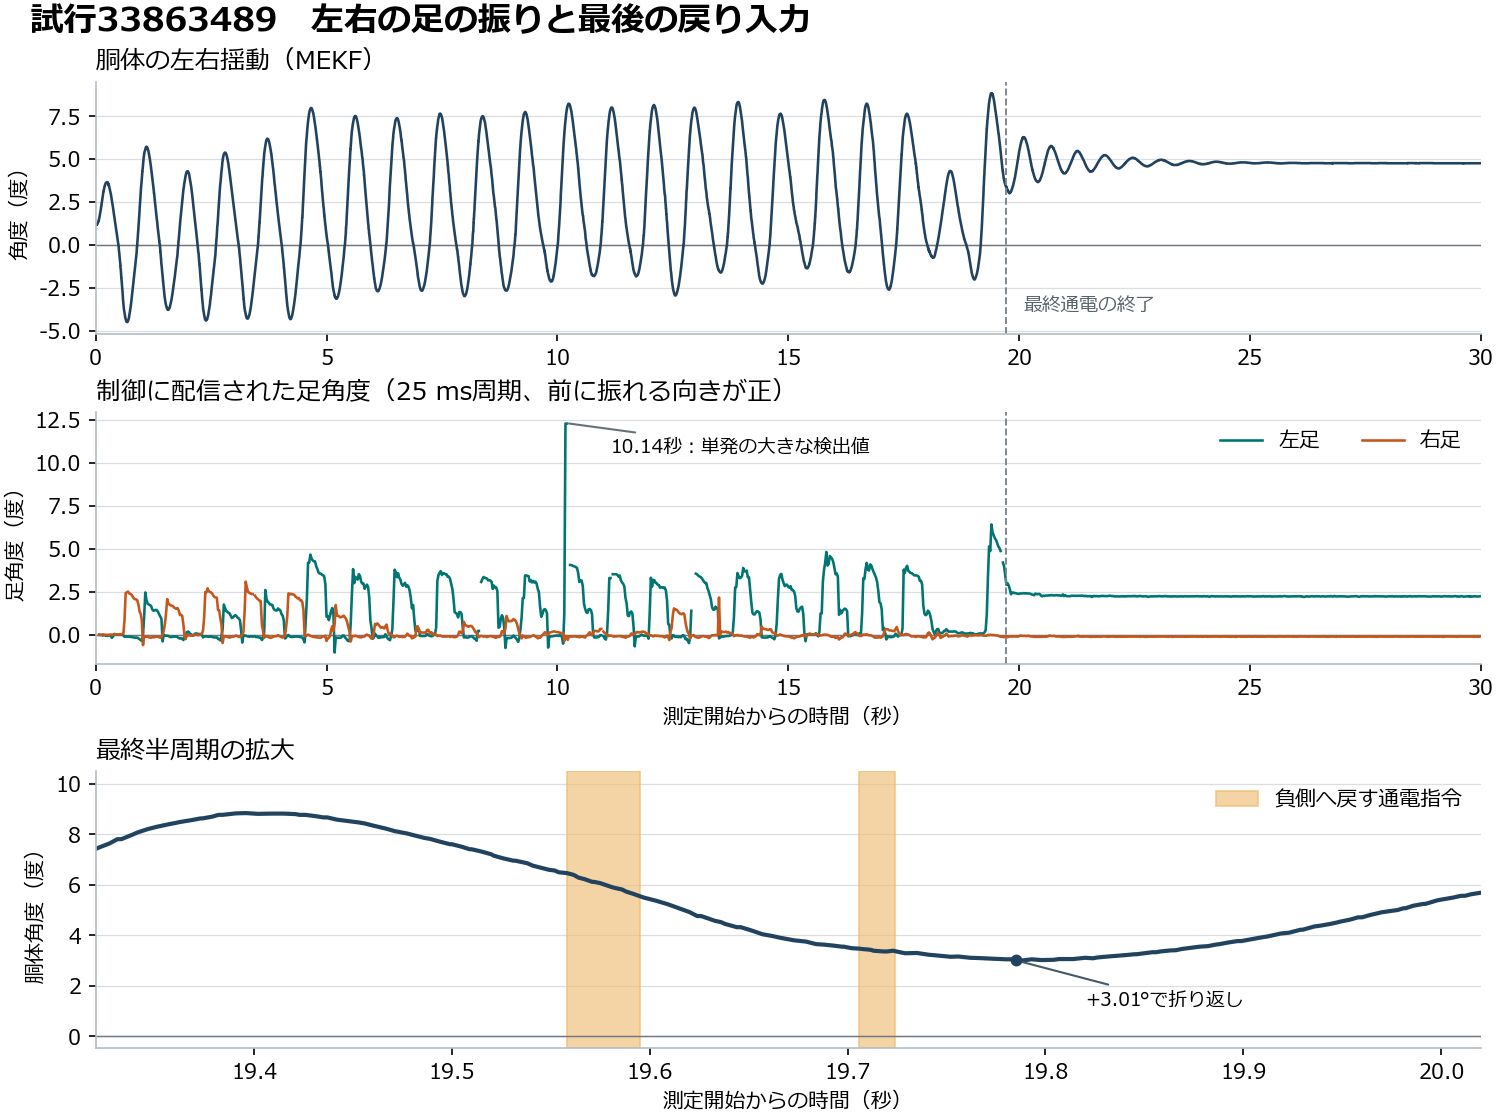 試行33863489　左右の足の振りと最後の戻り入力
胴体の左右揺動（MEKF）
角度（度）
7.5
5.0
2.5
0.0
-2.5
-5.0
最終通電の終了
0 5 10 15 20 25 30
制御に配信された足角度（25 ms周期、前に振れる向きが正）
足角度（度）
12.5
10.0
7.5
5.0
2.5
0.0
10.14秒：単発の大きな検出値
左足 右足
0 5 10 15 20 25 30
測定開始からの時間（秒）
最終半周期の拡大
胴体角度（度）
10
8
6
4
2
0
負側へ戻す通電指令
+3.01°で折り返し
19.4 19.5 19.6 19.7 19.8 19.9 20.0
測定開始からの時間（秒）